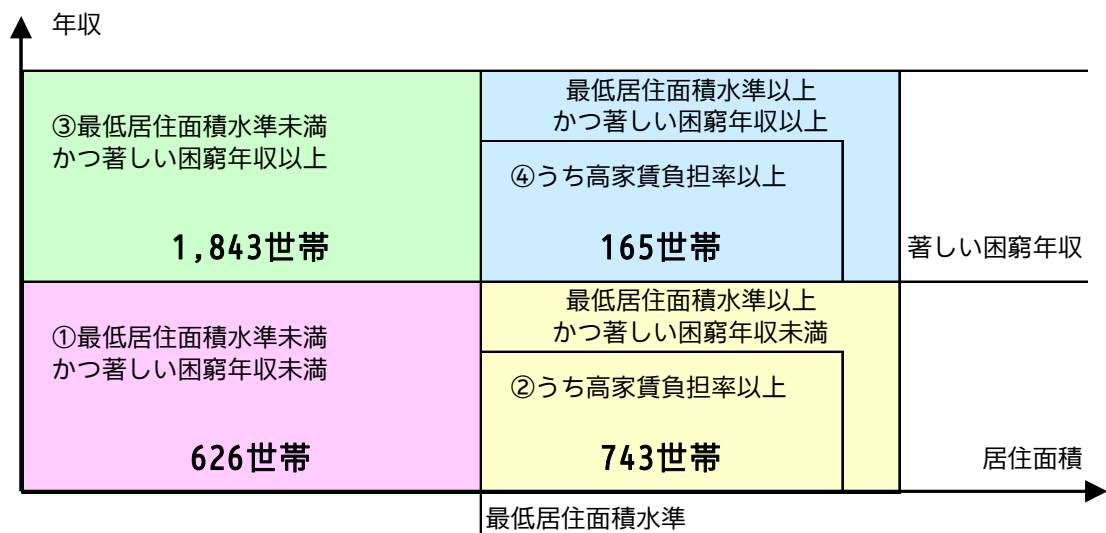 年収
③最低居住面積水準未満
かつ著しい困窮年収以上
1,843世帯
最低居住面積水準以上
かつ著しい困窮年収以上
④うち高家賃負担率以上
165世帯
著しい困窮年収
①最低居住面積水準未満
かつ著しい困窮年収未満
626世帯
最低居住面積水準以上
かつ著しい困窮年収未満
②うち高家賃負担率以上
743世帯
居住面積
最低居住面積水準